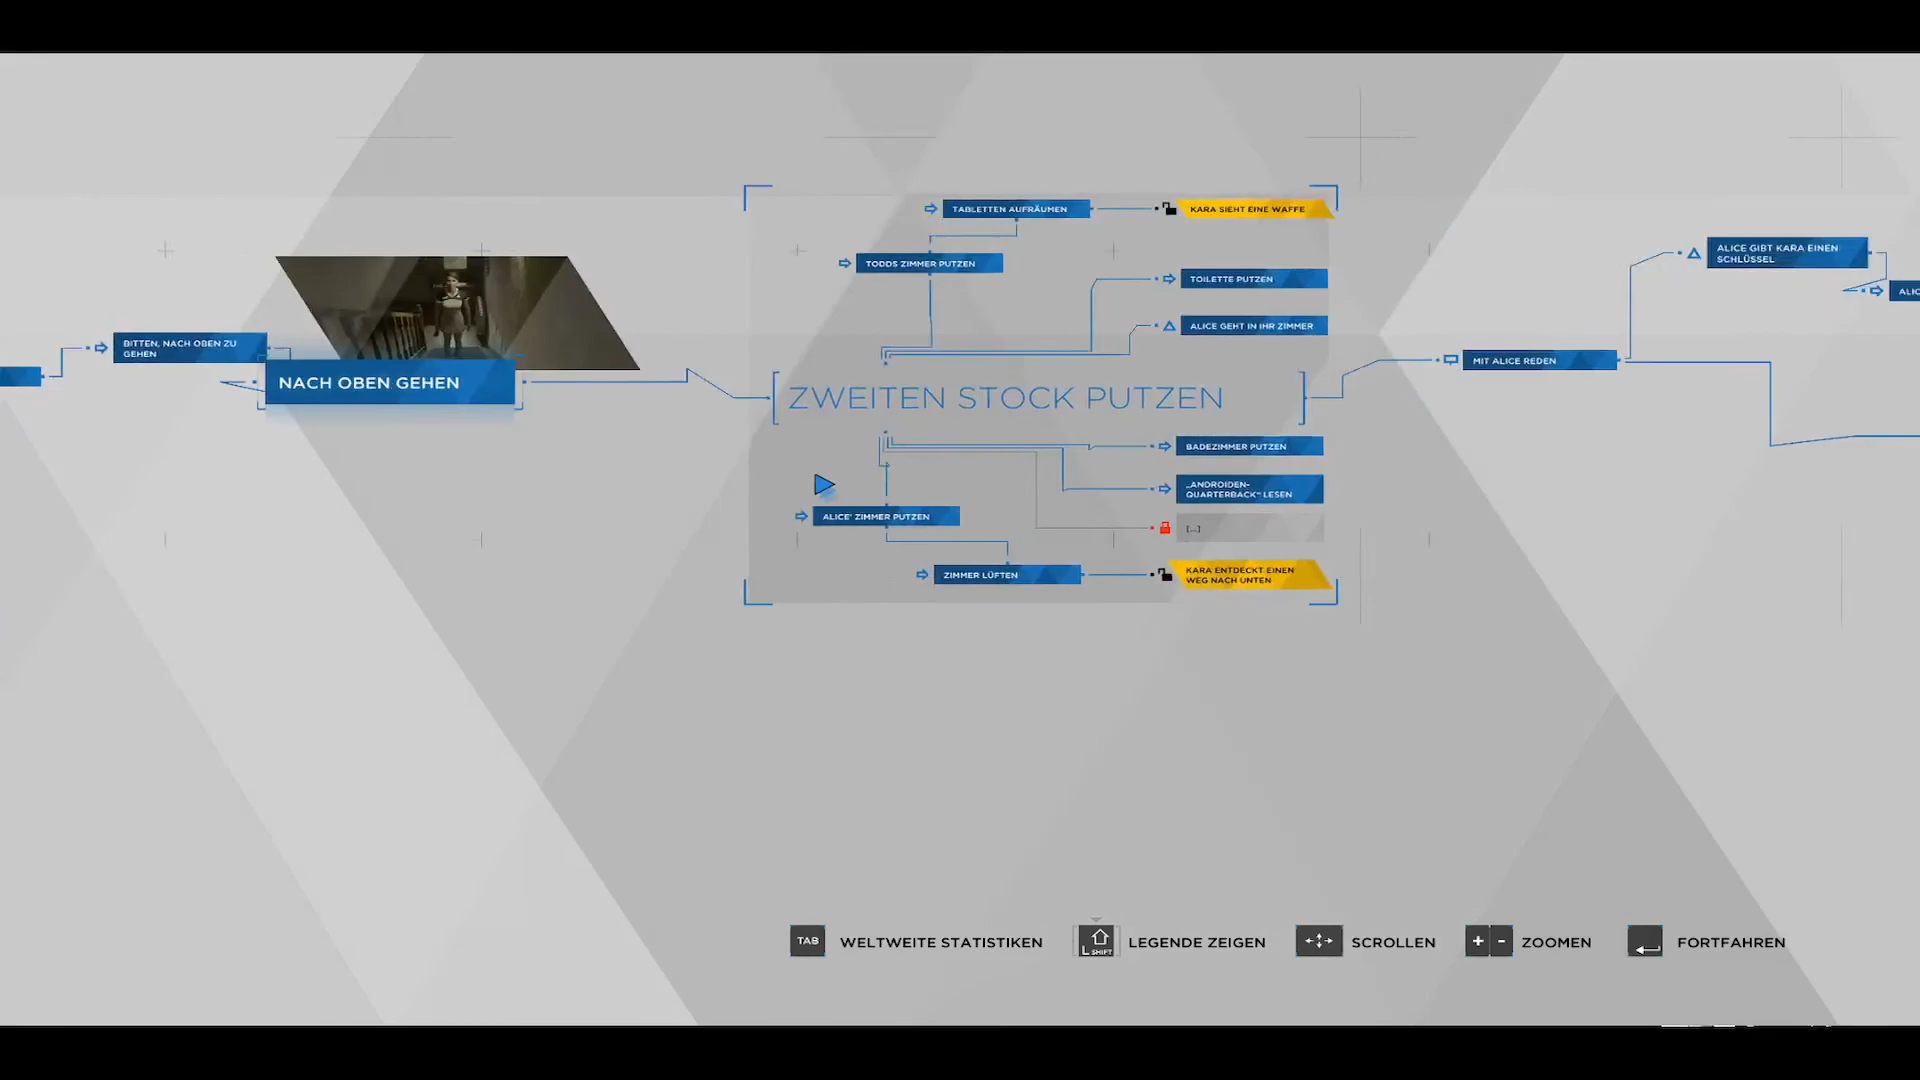 TABLETTEN AUFRÄUMEN
KARA SIEHT EINE WAFFE
TODDS ZIMMER PUTZEN
TOILETTE PUTZEN
ALICE GEHT IN IHR ZIMMER
ALICE GIBT KARA EINEN
SCHLÜSSEL
ALIC
BITTEN, NACH OBEN ZU
GEHEN
NACH OBEN GEHEN
MIT ALICE REDEN
ZWEITEN STOCK PUTZEN
BADEZIMMER PUTZEN
„ANDROIDEN-
QUARTERBACK“ LESEN
ALICE' ZIMMER PUTZEN
[...]
ZIMMER LÜFTEN
KARA ENTDECKT EINEN
WEG NACH UNTEN
TAB WELTWEITE STATISTIKEN
L SHIFT LEGENDE ZEIGEN
SCROLLEN
+ - ZOOMEN
FORTFAHREN